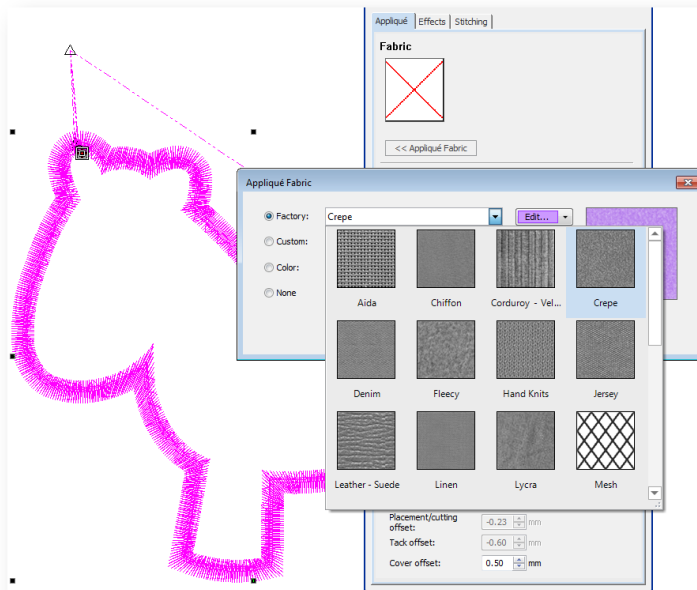 Appliqué Effects Stitching
Fabric
<< Appliqué Fabric
Appliqué Fabric
Factory: Crepe Edit...
Custom:
Color:
None
Aida Chiffon Corduroy - Vel... Crepe
Denim Fleecy Hand Knits Jersey
Leather - Suede Linen Lycra Mesh
Placement/cutting
offset: -0.23 mm
Tack offset: -0.60 mm
Cover offset: 0.50 mm